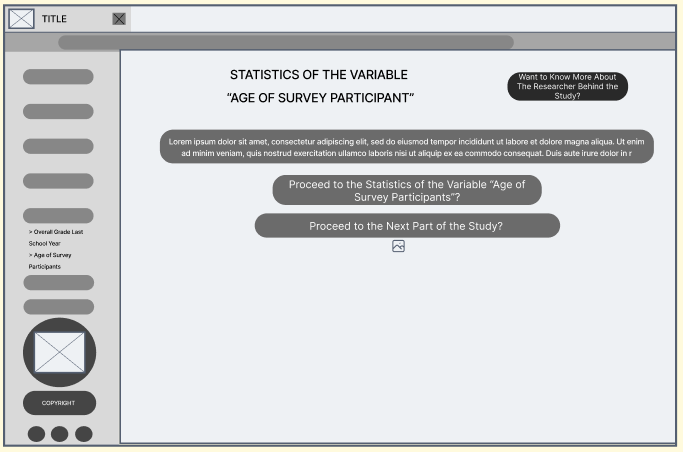 TITLE
STATISTICS OF THE VARIABLE
“AGE OF SURVEY PARTICIPANT”
Want to Know More About
The Researcher Behind the
Study?
Lorem ipsum dolor sit amet, consectetur adipiscing elit, sed do eiusmod tempor incididunt ut labore et dolore magna aliqua. Ut enim
ad minim veniam, quis nostrud exercitation ullamco laboris nisi ut aliquip ex ea commodo consequat. Duis aute irure dolor in r
Proceed to the Statistics of the Variable “Age of
Survey Participants”?
Proceed to the Next Part of the Study?
> Overall Grade Last
School Year
> Age of Survey
Participants
COPYRIGHT